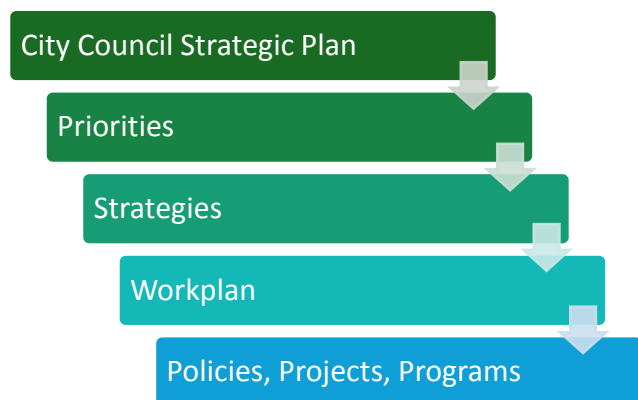 City Council Strategic Plan
Priorities
Strategies
Workplan
Policies, Projects, Programs